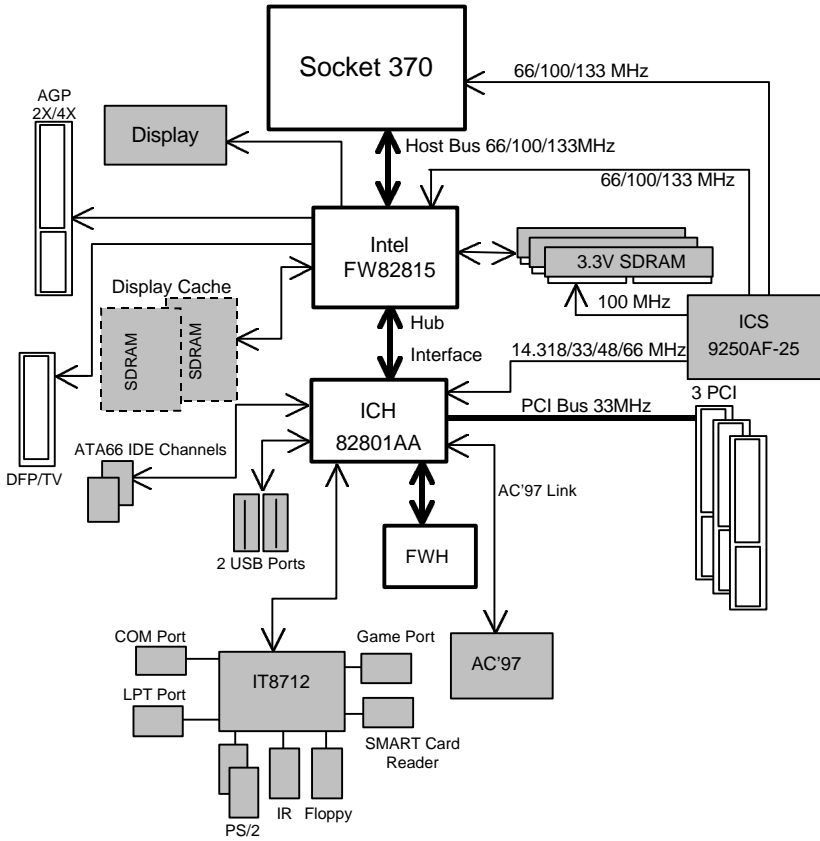 Socket 370
66/100/133 MHz
AGP
2X/4X
Display
Host Bus 66/100/133MHz
66/100/133 MHz
Intel
FW82815
3.3V SDRAM
Display Cache
SDRAM
SDRAM
100 MHz
ICS
9250AF-25
Hub
Interface
14.318/33/48/66 MHz
3 PCI
ICH
82801AA
PCI Bus 33MHz
DFP/TV
ATA66 IDE Channels
AC'97 Link
2 USB Ports
FWH
COM Port
Game Port
IT8712
AC'97
LPT Port
SMART Card
Reader
IR
Floppy
PS/2